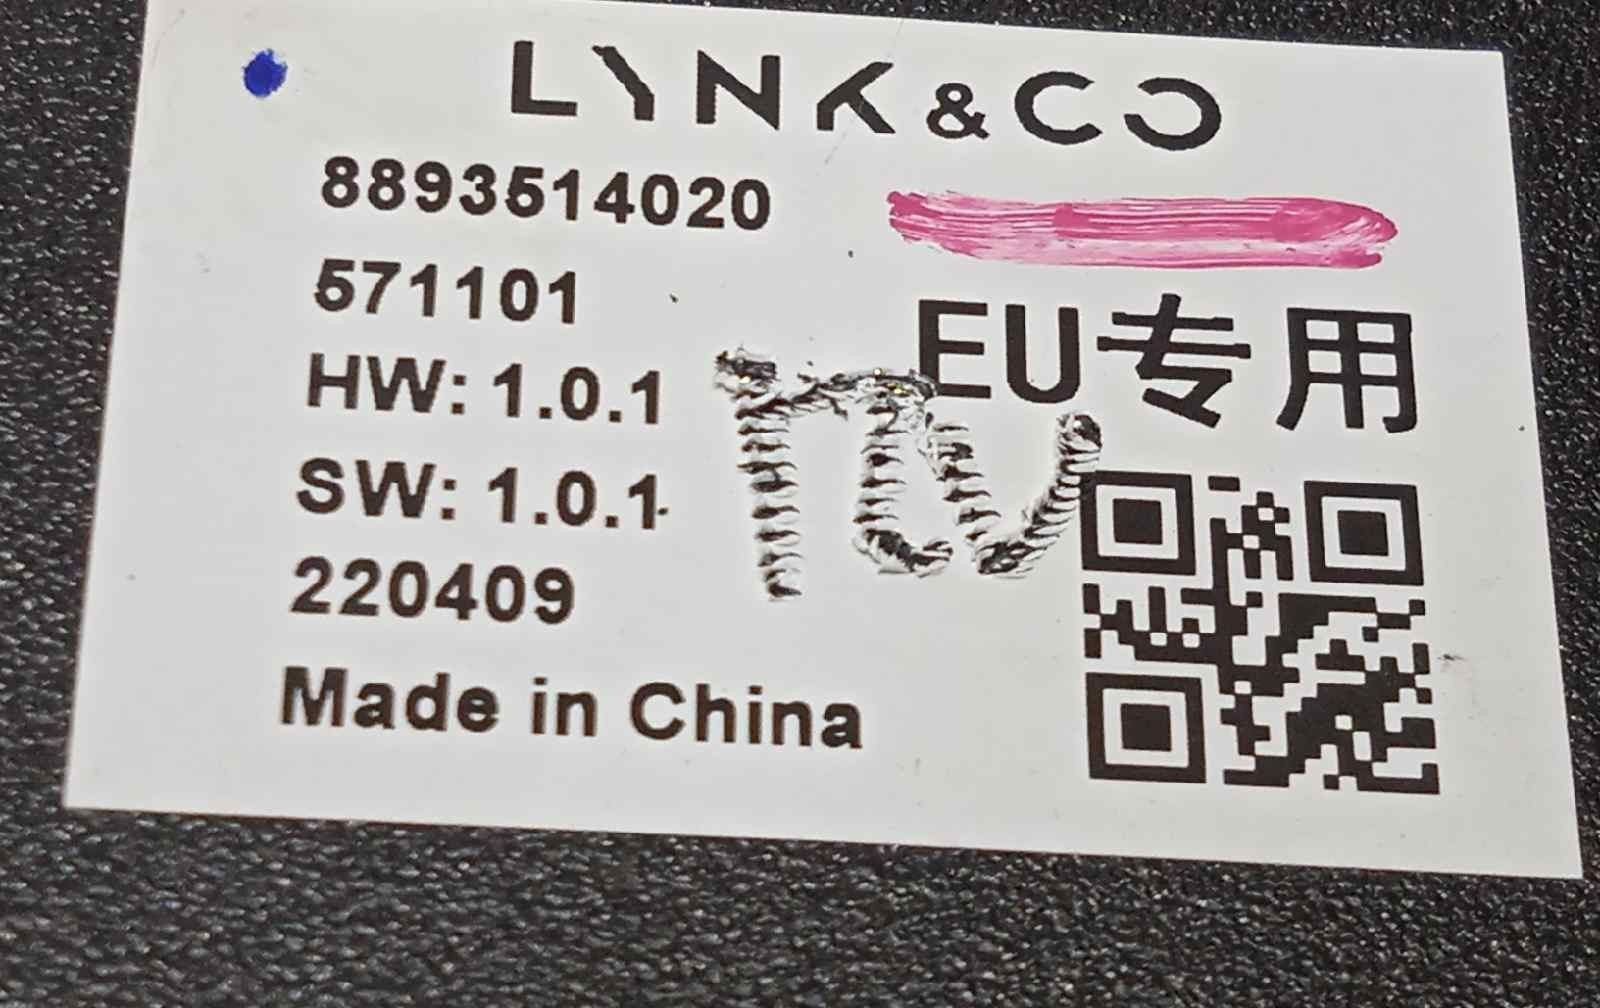 LYNK&CO
8893514020
571101
EU专用
HW: 1.0.1
SW: 1.0.1
220409
Made in China